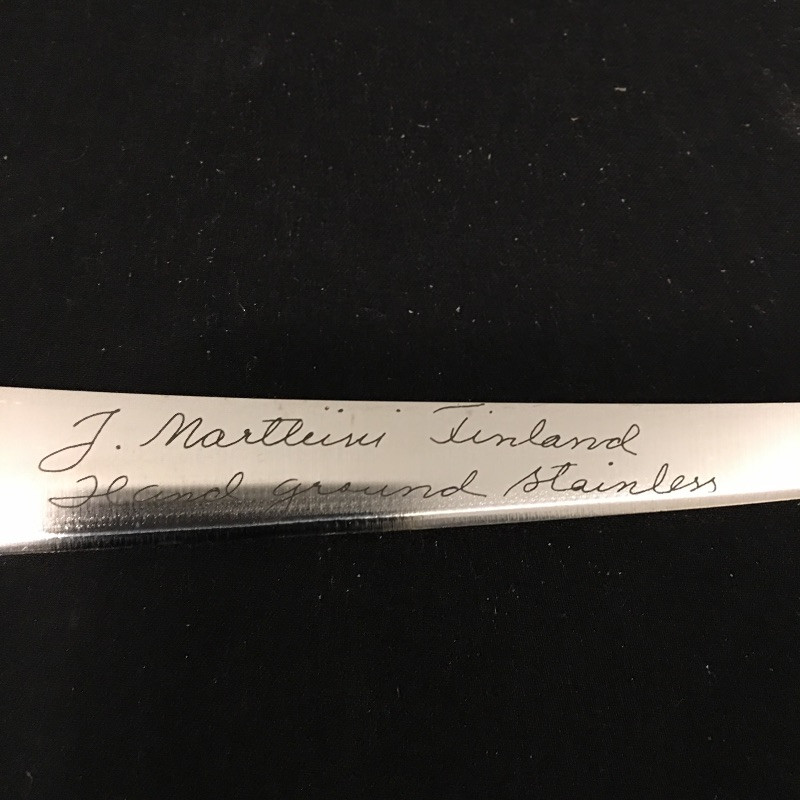 J. Marttiini Finland
Hand ground stainless